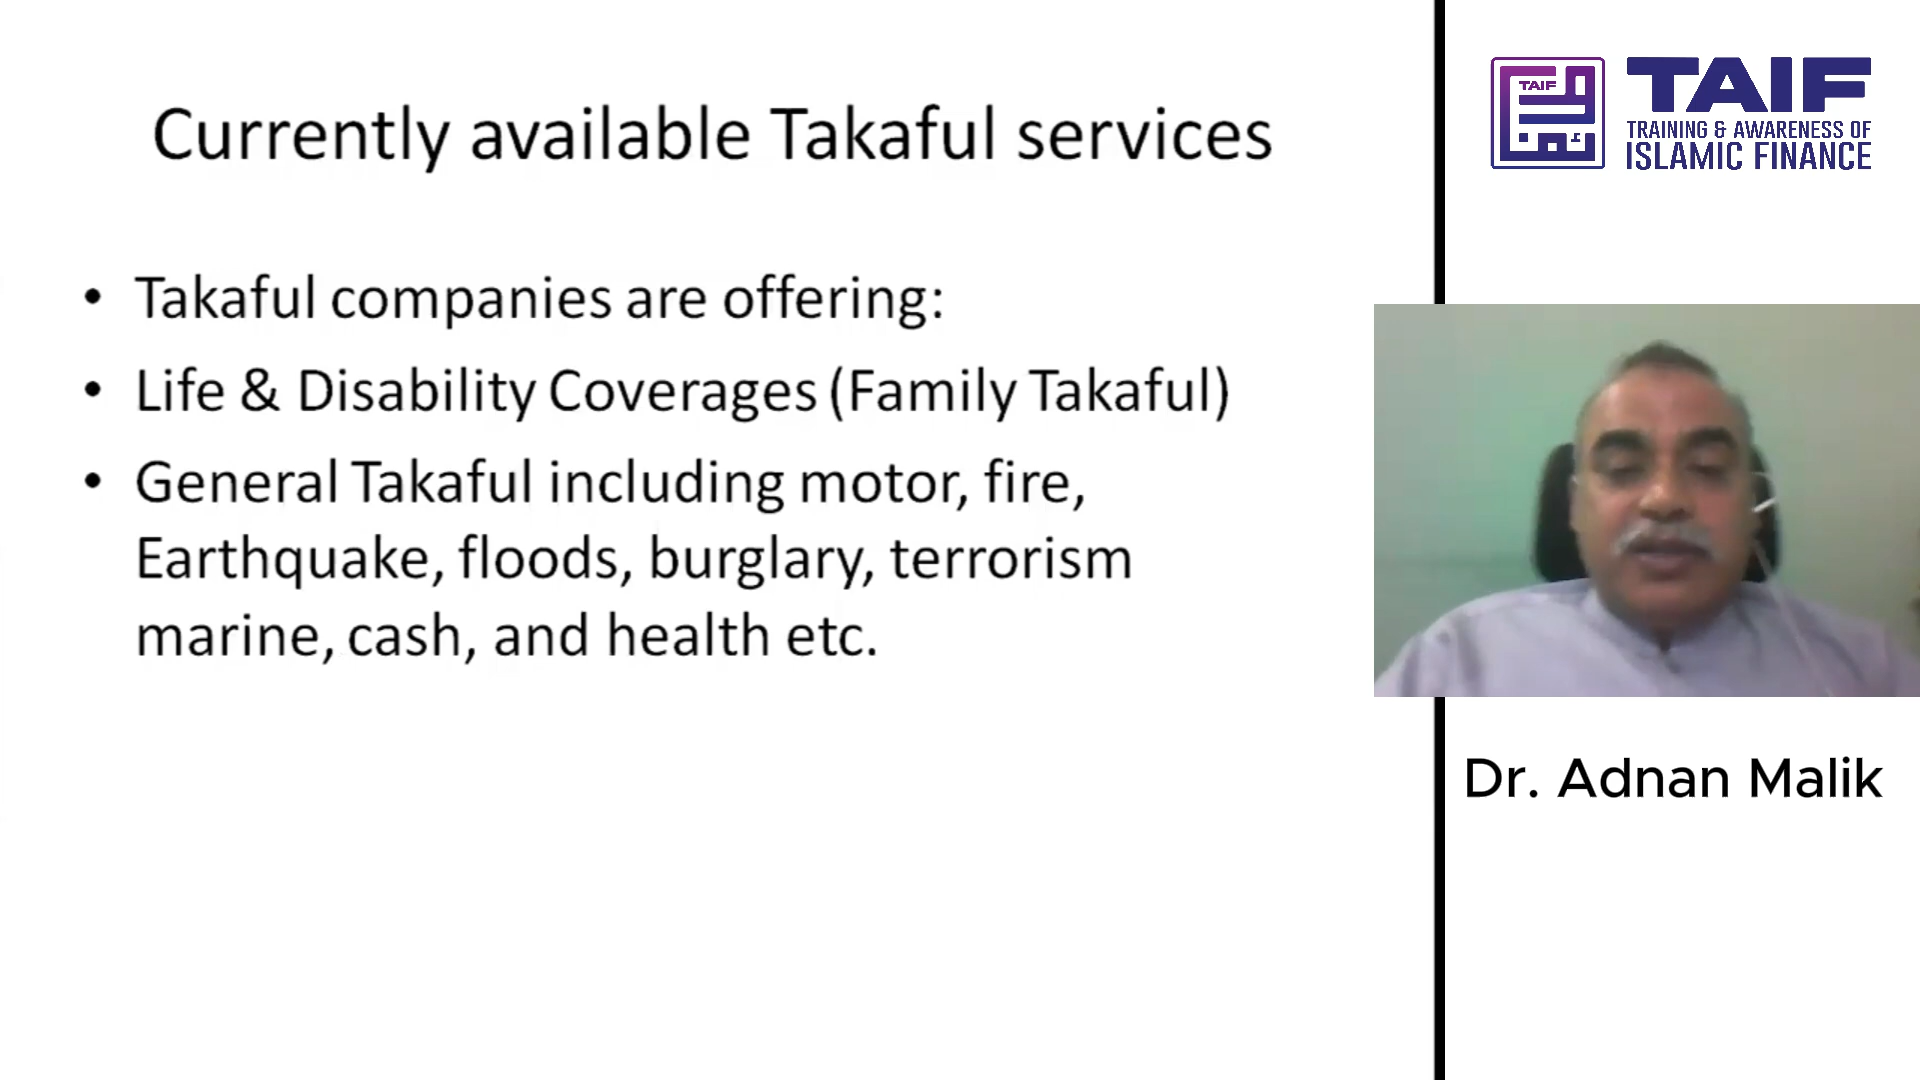 Currently available Takaful services
• Takaful companies are offering:
• Life & Disability Coverages (Family Takaful)
• General Takaful including motor, fire,
Earthquake, floods, burglary, terrorism
marine, cash, and health etc.
TAIF
TAIF
TRAINING & AWARENESS OF
ISLAMIC FINANCE
Dr. Adnan Malik